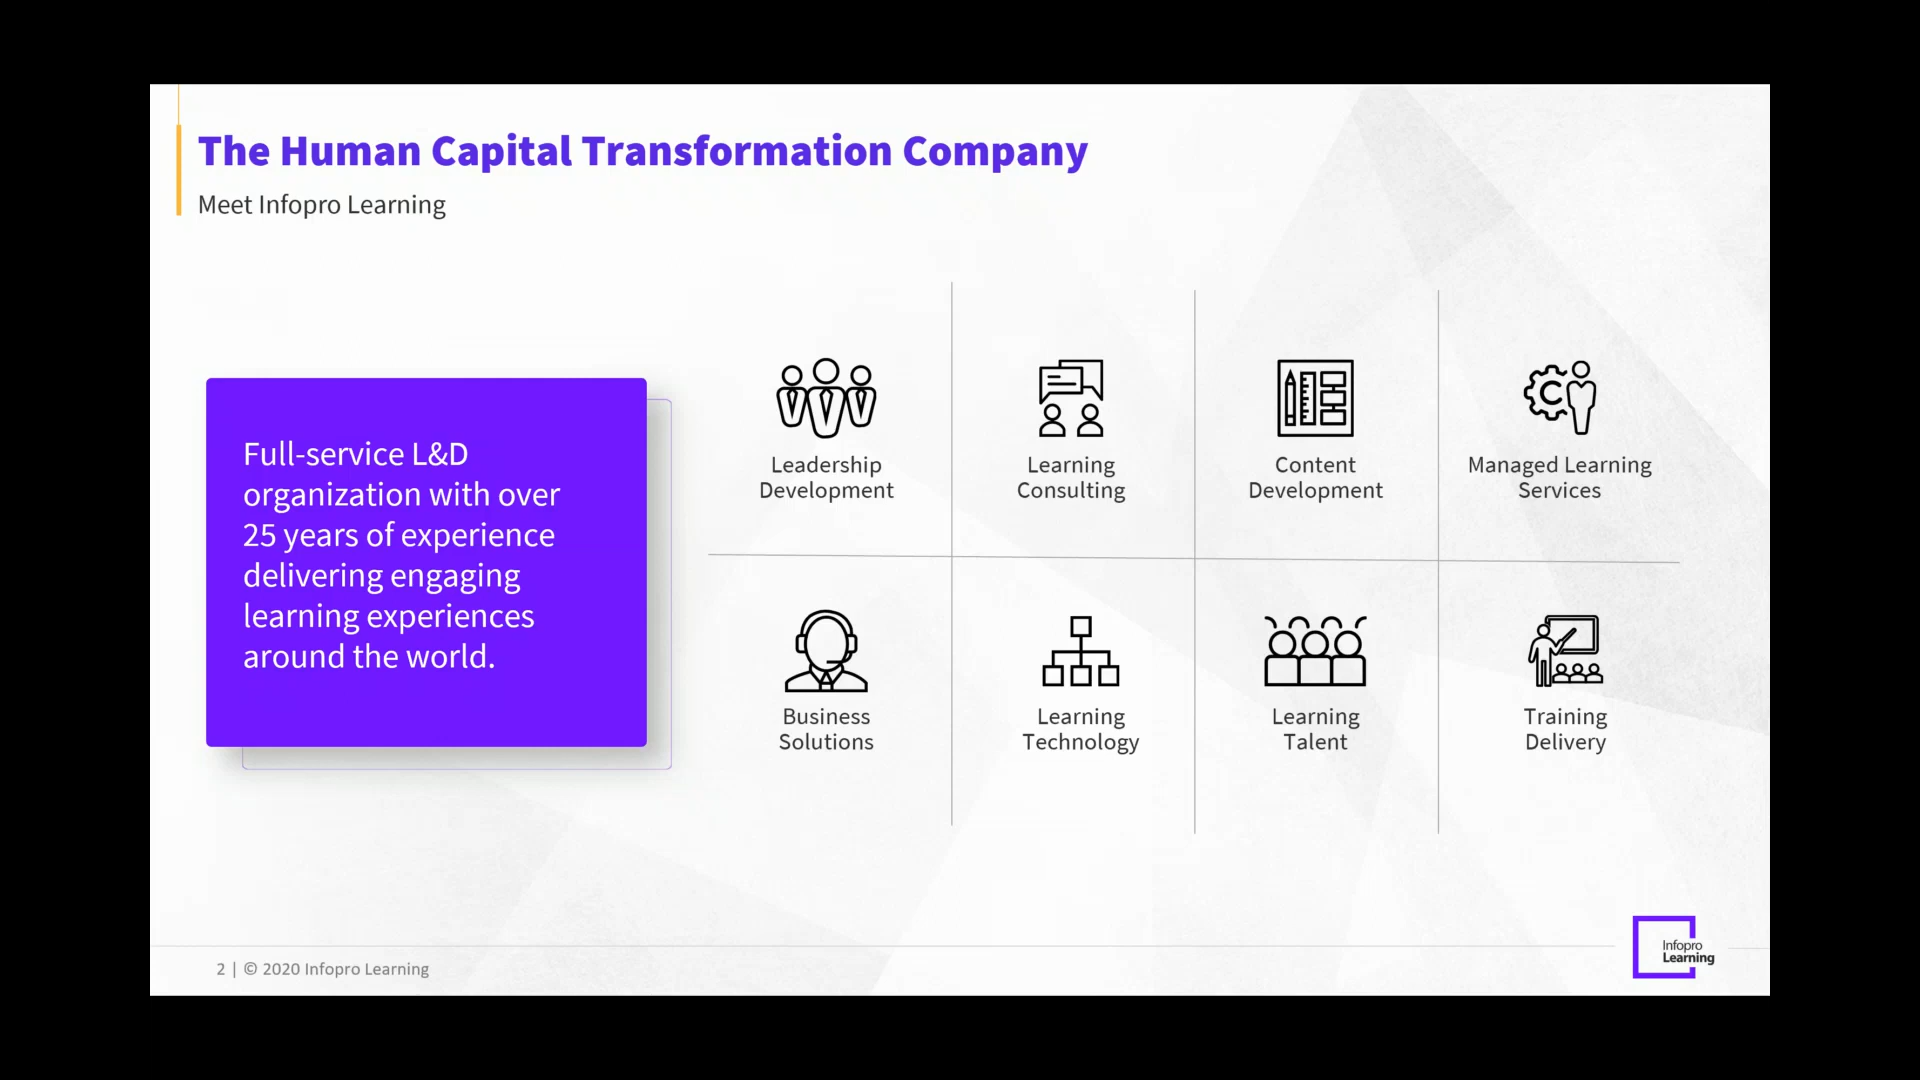 The Human Capital Transformation Company
Meet Infopro Learning
Full-service L&D
organization with over
25 years of experience
delivering engaging
learning experiences
around the world.
Leadership
Development
Learning
Consulting
Content
Development
Managed Learning
Services
Business
Solutions
Learning
Technology
Learning
Talent
Training
Delivery
2 | © 2020 Infopro Learning
Infopro
Learning